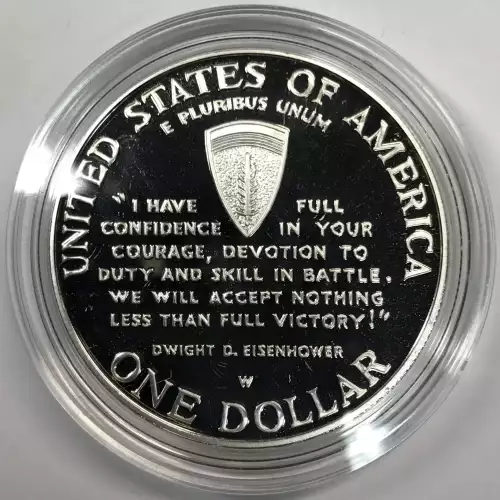 UNITED STATES OF AMERICA
E PLURIBUS UNUM
"I HAVE FULL
CONFIDENCE IN YOUR
COURAGE, DEVOTION TO
DUTY AND SKILL IN BATTLE.
WE WILL ACCEPT NOTHING
LESS THAN FULL VICTORY!"
DWIGHT D. EISENHOWER
W
ONE DOLLAR